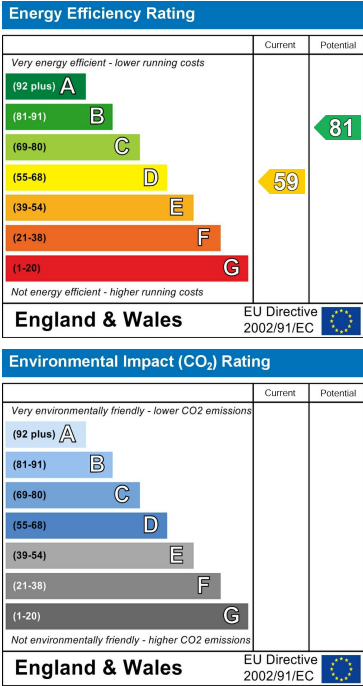 Energy Efficiency Rating
Current Potential
Very energy efficient - lower running costs
(92 plus) A
(81-91) B
81
(69-80) C
(55-68) D
59
(39-54) E
(21-38) F
(1-20) G
Not energy efficient - higher running costs
England & Wales
EU Directive
2002/91/EC
Environmental Impact (CO₂) Rating
Current Potential
Very environmentally friendly - lower CO2 emissions
(92 plus) A
(81-91) B
(69-80) C
(55-68) D
(39-54) E
(21-38) F
(1-20) G
Not environmentally friendly - higher CO2 emissions
England & Wales
EU Directive
2002/91/EC